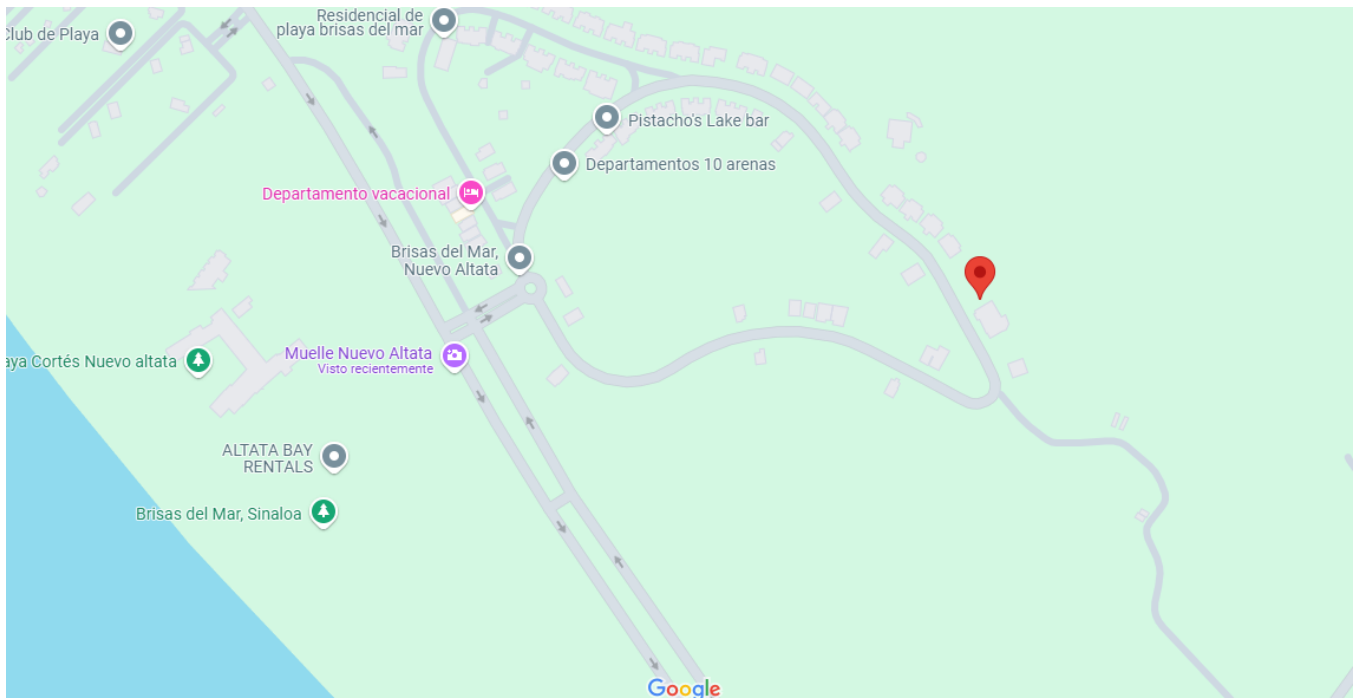 Residencial de
playa brisas del mar
Club de Playa
Pistacho's Lake bar
Departamentos 10 arenas
Departamento vacacional
Brisas del Mar,
Nuevo Altata
Muelle Nuevo Altata
Visto recientemente
aya Cortés Nuevo altata
ALTATA BAY
RENTALS
Brisas del Mar, Sinaloa
Google